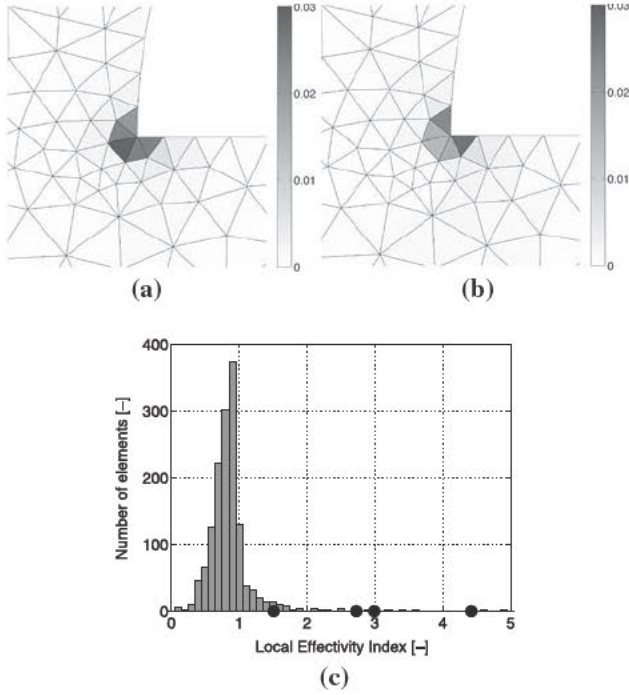 0.03
0.02
0.01
0
(a)
0.03
0.02
0.01
0
(b)
400
300
200
100
0
Number of elements [–]
0 1 2 3 4 5
Local Effectivity Index [–]
(c)